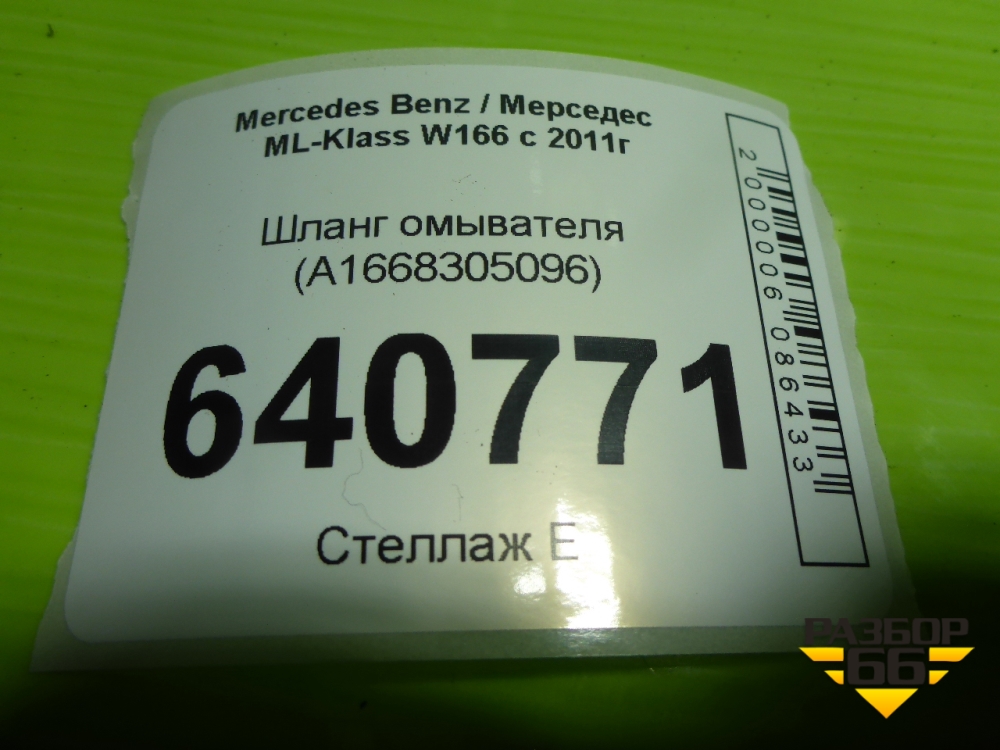 Mercedes Benz / Мерседес
ML-Klass W166 с 2011г
Шланг омывателя
(A1668305096)
640771
Стеллаж Е
2000006086433
РАЗБОР
66